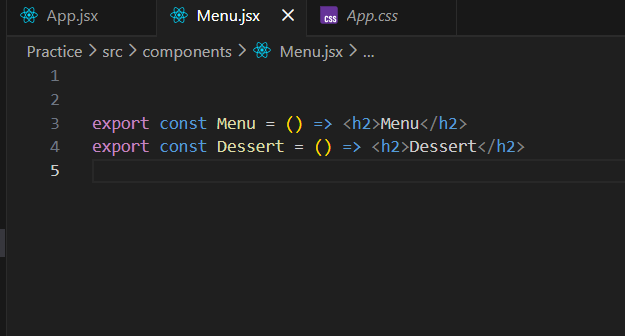 App.jsx Menu.jsx × CSS App.css
Practice > src > components > Menu.jsx > ...
1
2
3 export const Menu = () => <h2>Menu</h2>
4 export const Dessert = () => <h2>Dessert</h2>
5